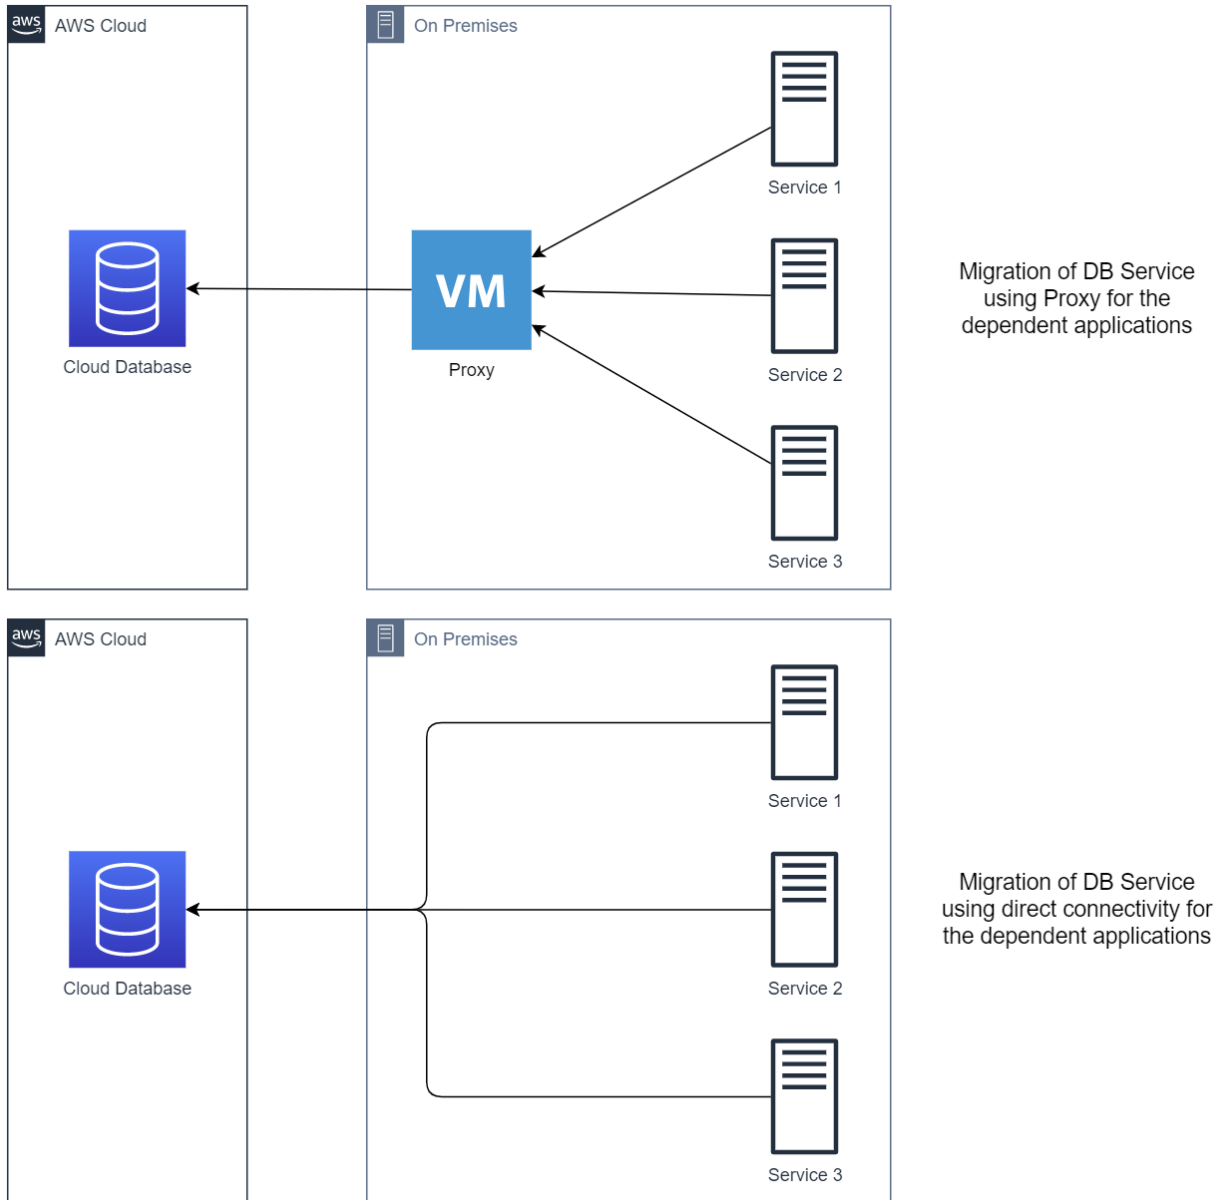 aws
AWS Cloud
On Premises
Service 1
Migration of DB Service
using Proxy for the
dependent applications
VM
Cloud Database
Proxy
Service 2
Service 3
aws
AWS Cloud
On Premises
Service 1
Migration of DB Service
using direct connectivity for
the dependent applications
Cloud Database
Service 2
Service 3